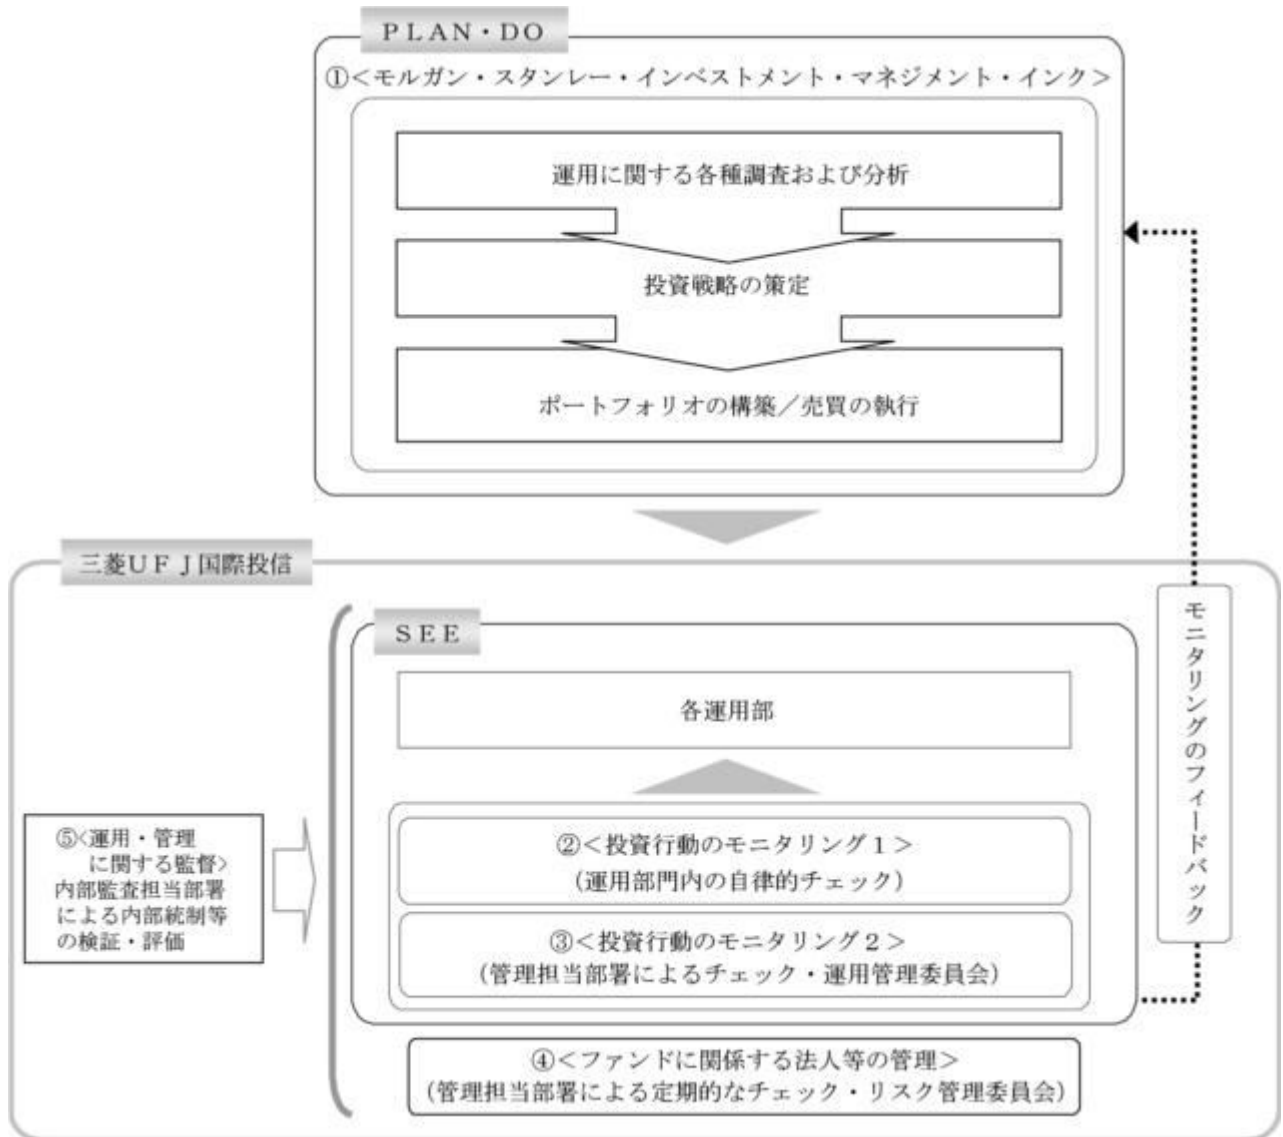 ＰＬＡＮ・ＤＯ
①＜モルガン・スタンレー・インベストメント・マネジメント・インク＞
運用に関する各種調査および分析
投資戦略の策定
ポートフォリオの構築／売買の執行
三菱ＵＦＪ国際投信
ＳＥＥ
各運用部
②＜投資行動のモニタリング１＞
（運用部門内の自律的チェック）
③＜投資行動のモニタリング２＞
（管理担当部署によるチェック・運用管理委員会）
④＜ファンドに関係する法人等の管理＞
（管理担当部署による定期的なチェック・リスク管理委員会）
⑤<運用・管理
に関する監督>
内部監査担当部署
による内部統制等
の検証・評価
モニタリングのフィードバック